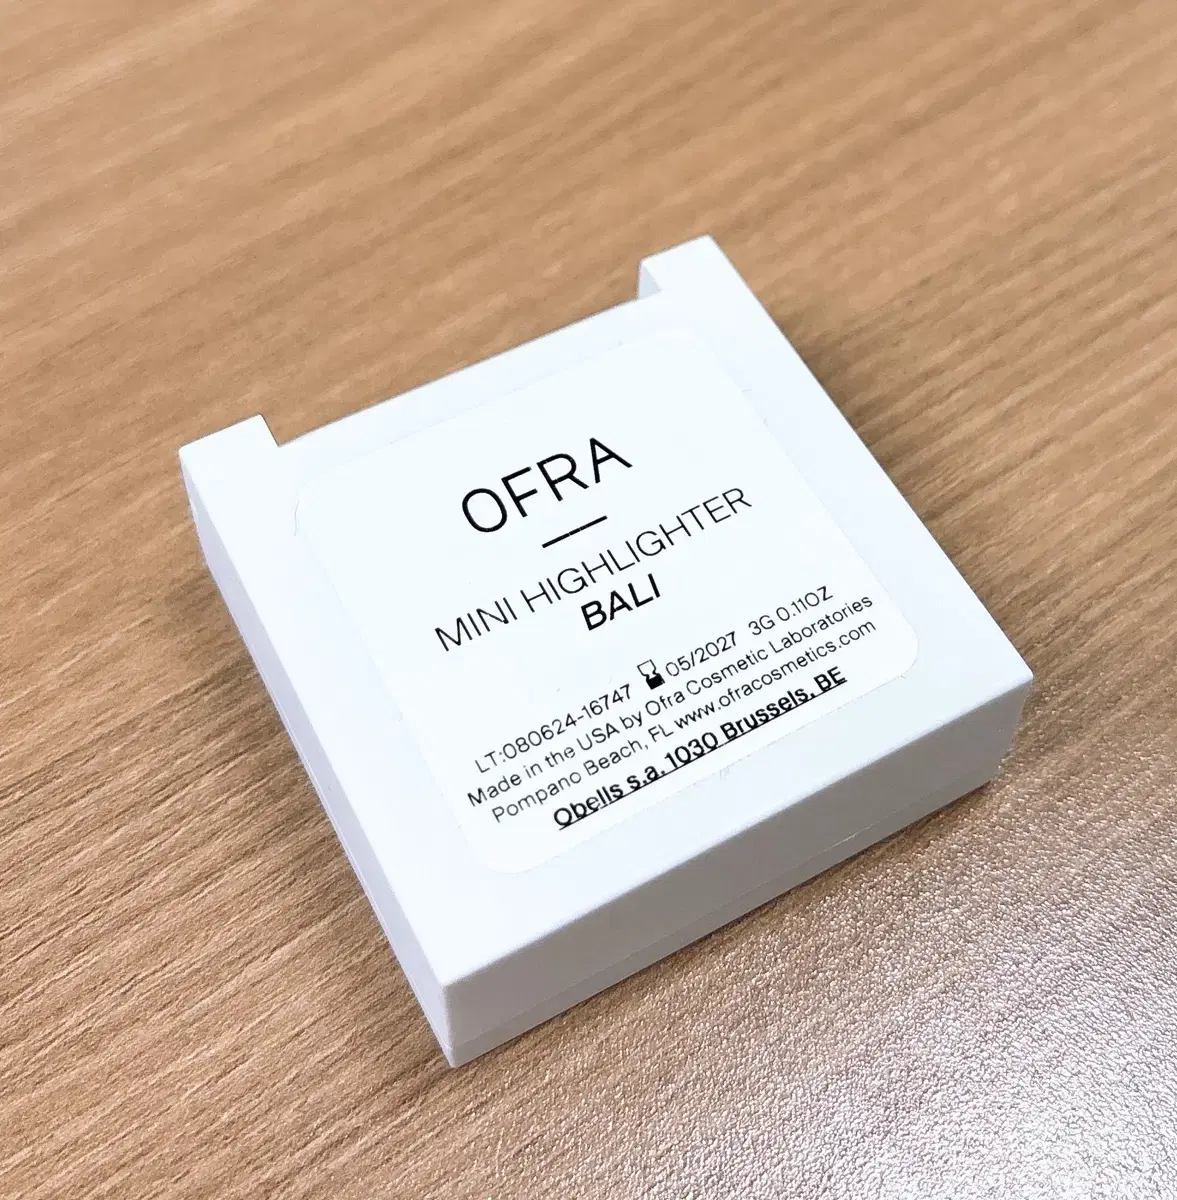 OFRA
MINI HIGHLIGHTER
BALI
LT:080624-16747 05/2027 3G 0.11OZ
Made in the USA by Ofra Cosmetic Laboratories
Pompano Beach, FL www.ofracosmetics.com
Obells s.a. 1030 Brussels, BE